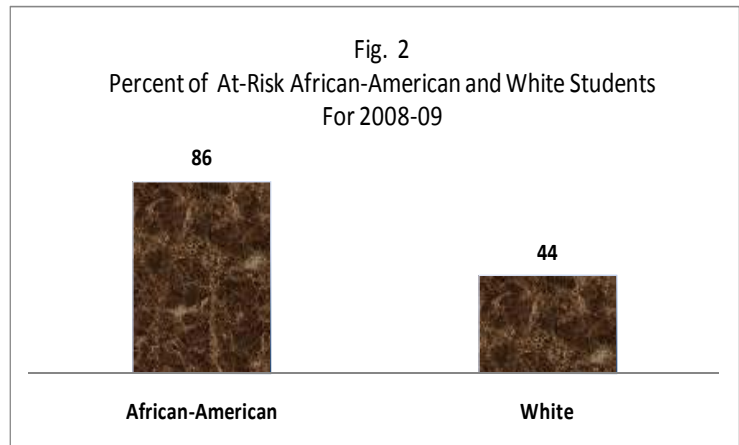 Fig. 2
Percent of At-Risk African-American and White Students
For 2008-09
86
44
African-American
White